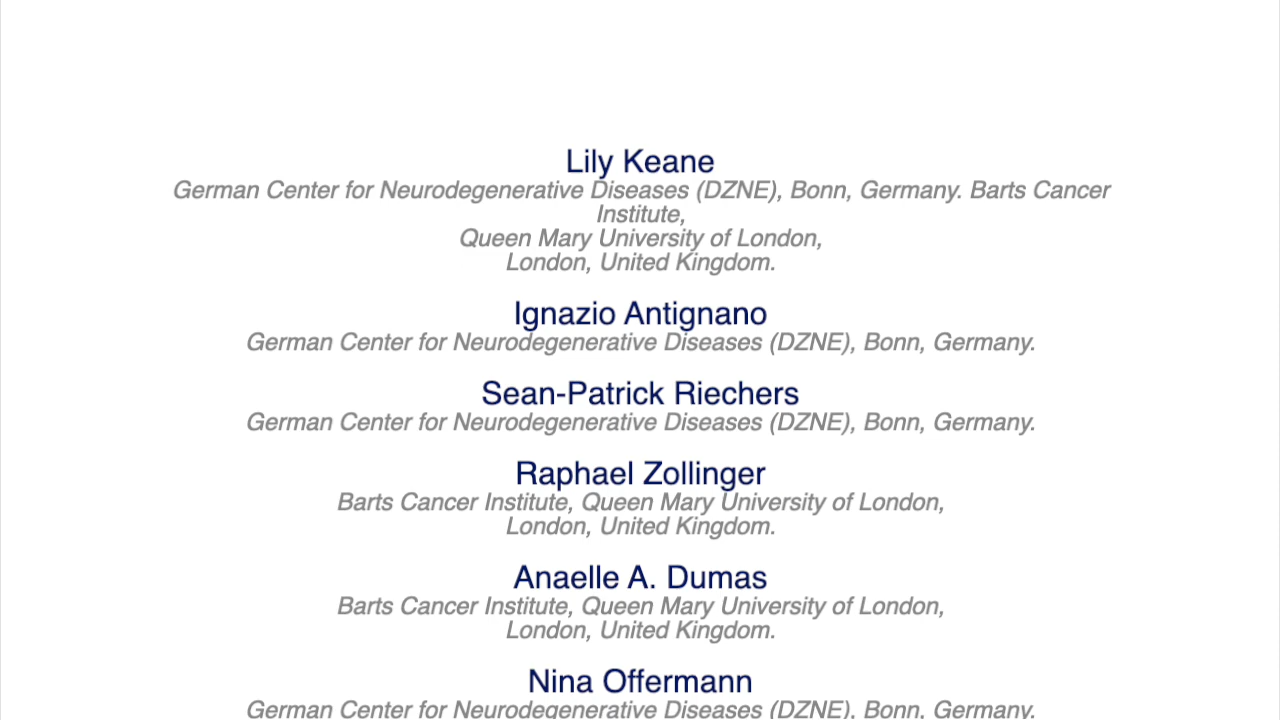 Lily Keane
German Center for Neurodegenerative Diseases (DZNE), Bonn, Germany. Barts Cancer
Institute,
Queen Mary University of London,
London, United Kingdom.
Ignazio Antignano
German Center for Neurodegenerative Diseases (DZNE), Bonn, Germany.
Sean-Patrick Riechers
German Center for Neurodegenerative Diseases (DZNE), Bonn, Germany.
Raphael Zollinger
Barts Cancer Institute, Queen Mary University of London,
London, United Kingdom.
Anaelle A. Dumas
Barts Cancer Institute, Queen Mary University of London,
London, United Kingdom.
Nina Offermann
German Center for Neurodegenerative Diseases (DZNE), Bonn, Germany.